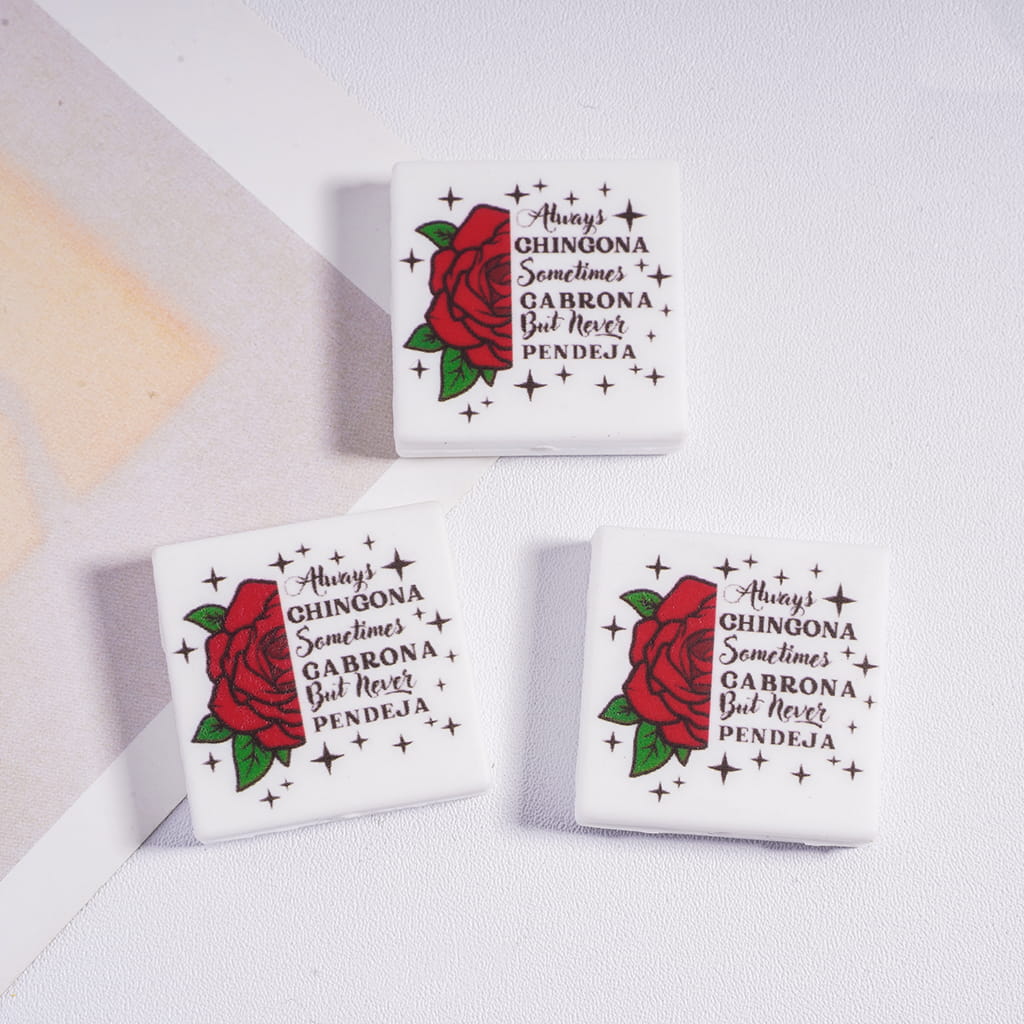 Always
CHINGONA
Sometimes
CABRONA
But Never
PENDEJA
Always
CHINGONA
Sometimes
CABRONA
But Never
PENDEJA
Always
CHINGONA
Sometimes
CABRONA
But Never
PENDEJA